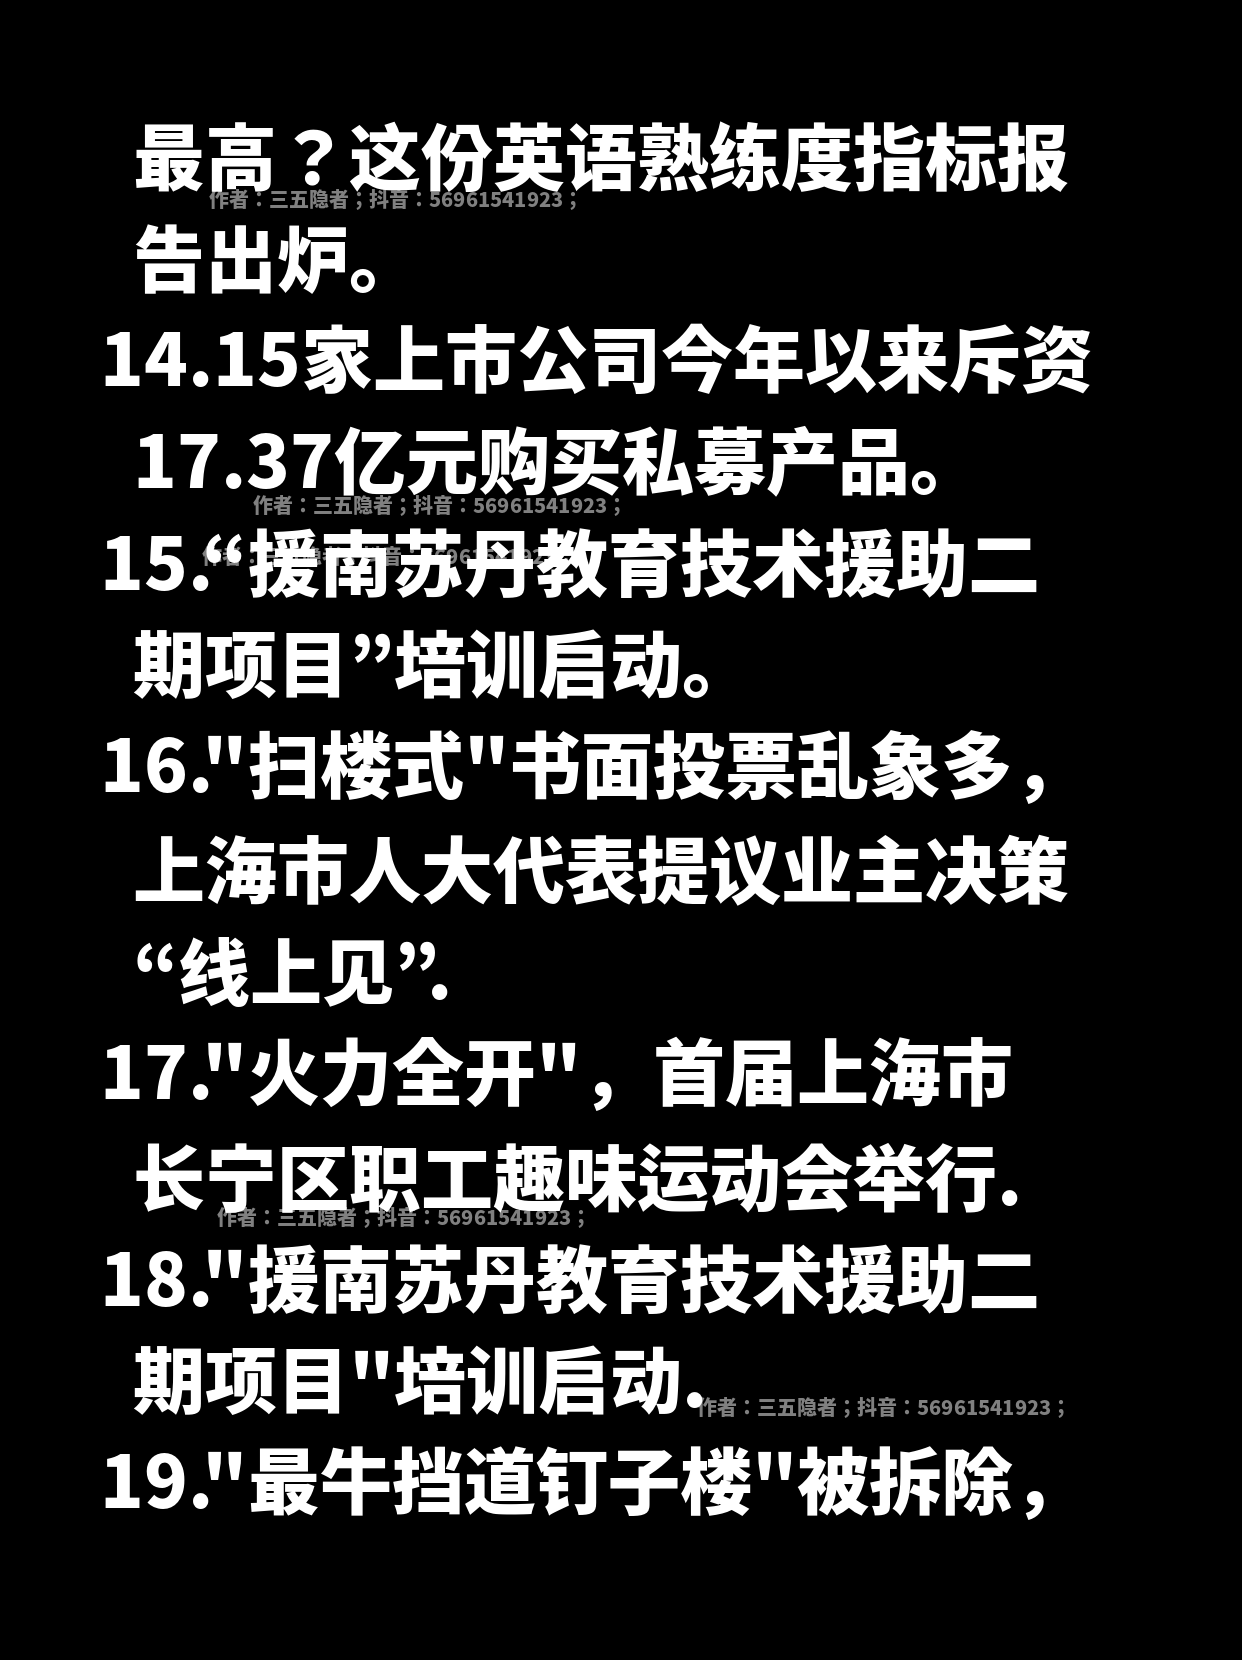 最高？这份英语熟练度指标报
作者：三五隐者；抖音：56961541923；
告出炉。
14.15家上市公司今年以来斥资
17.37亿元购买私募产品。
作者：三五隐者；抖音：56961541923；
15.“援南苏丹教育技术援助二
期项目”培训启动。
16."扫楼式"书面投票乱象多，
上海市人大代表提议业主决策
“线上见”.
17."火力全开"，首届上海市
长宁区职工趣味运动会举行.
作者：三五隐者；抖音：56961541923；
18."援南苏丹教育技术援助二
期项目"培训启动.
作者：三五隐者；抖音：56961541923；
19."最牛挡道钉子楼"被拆除，